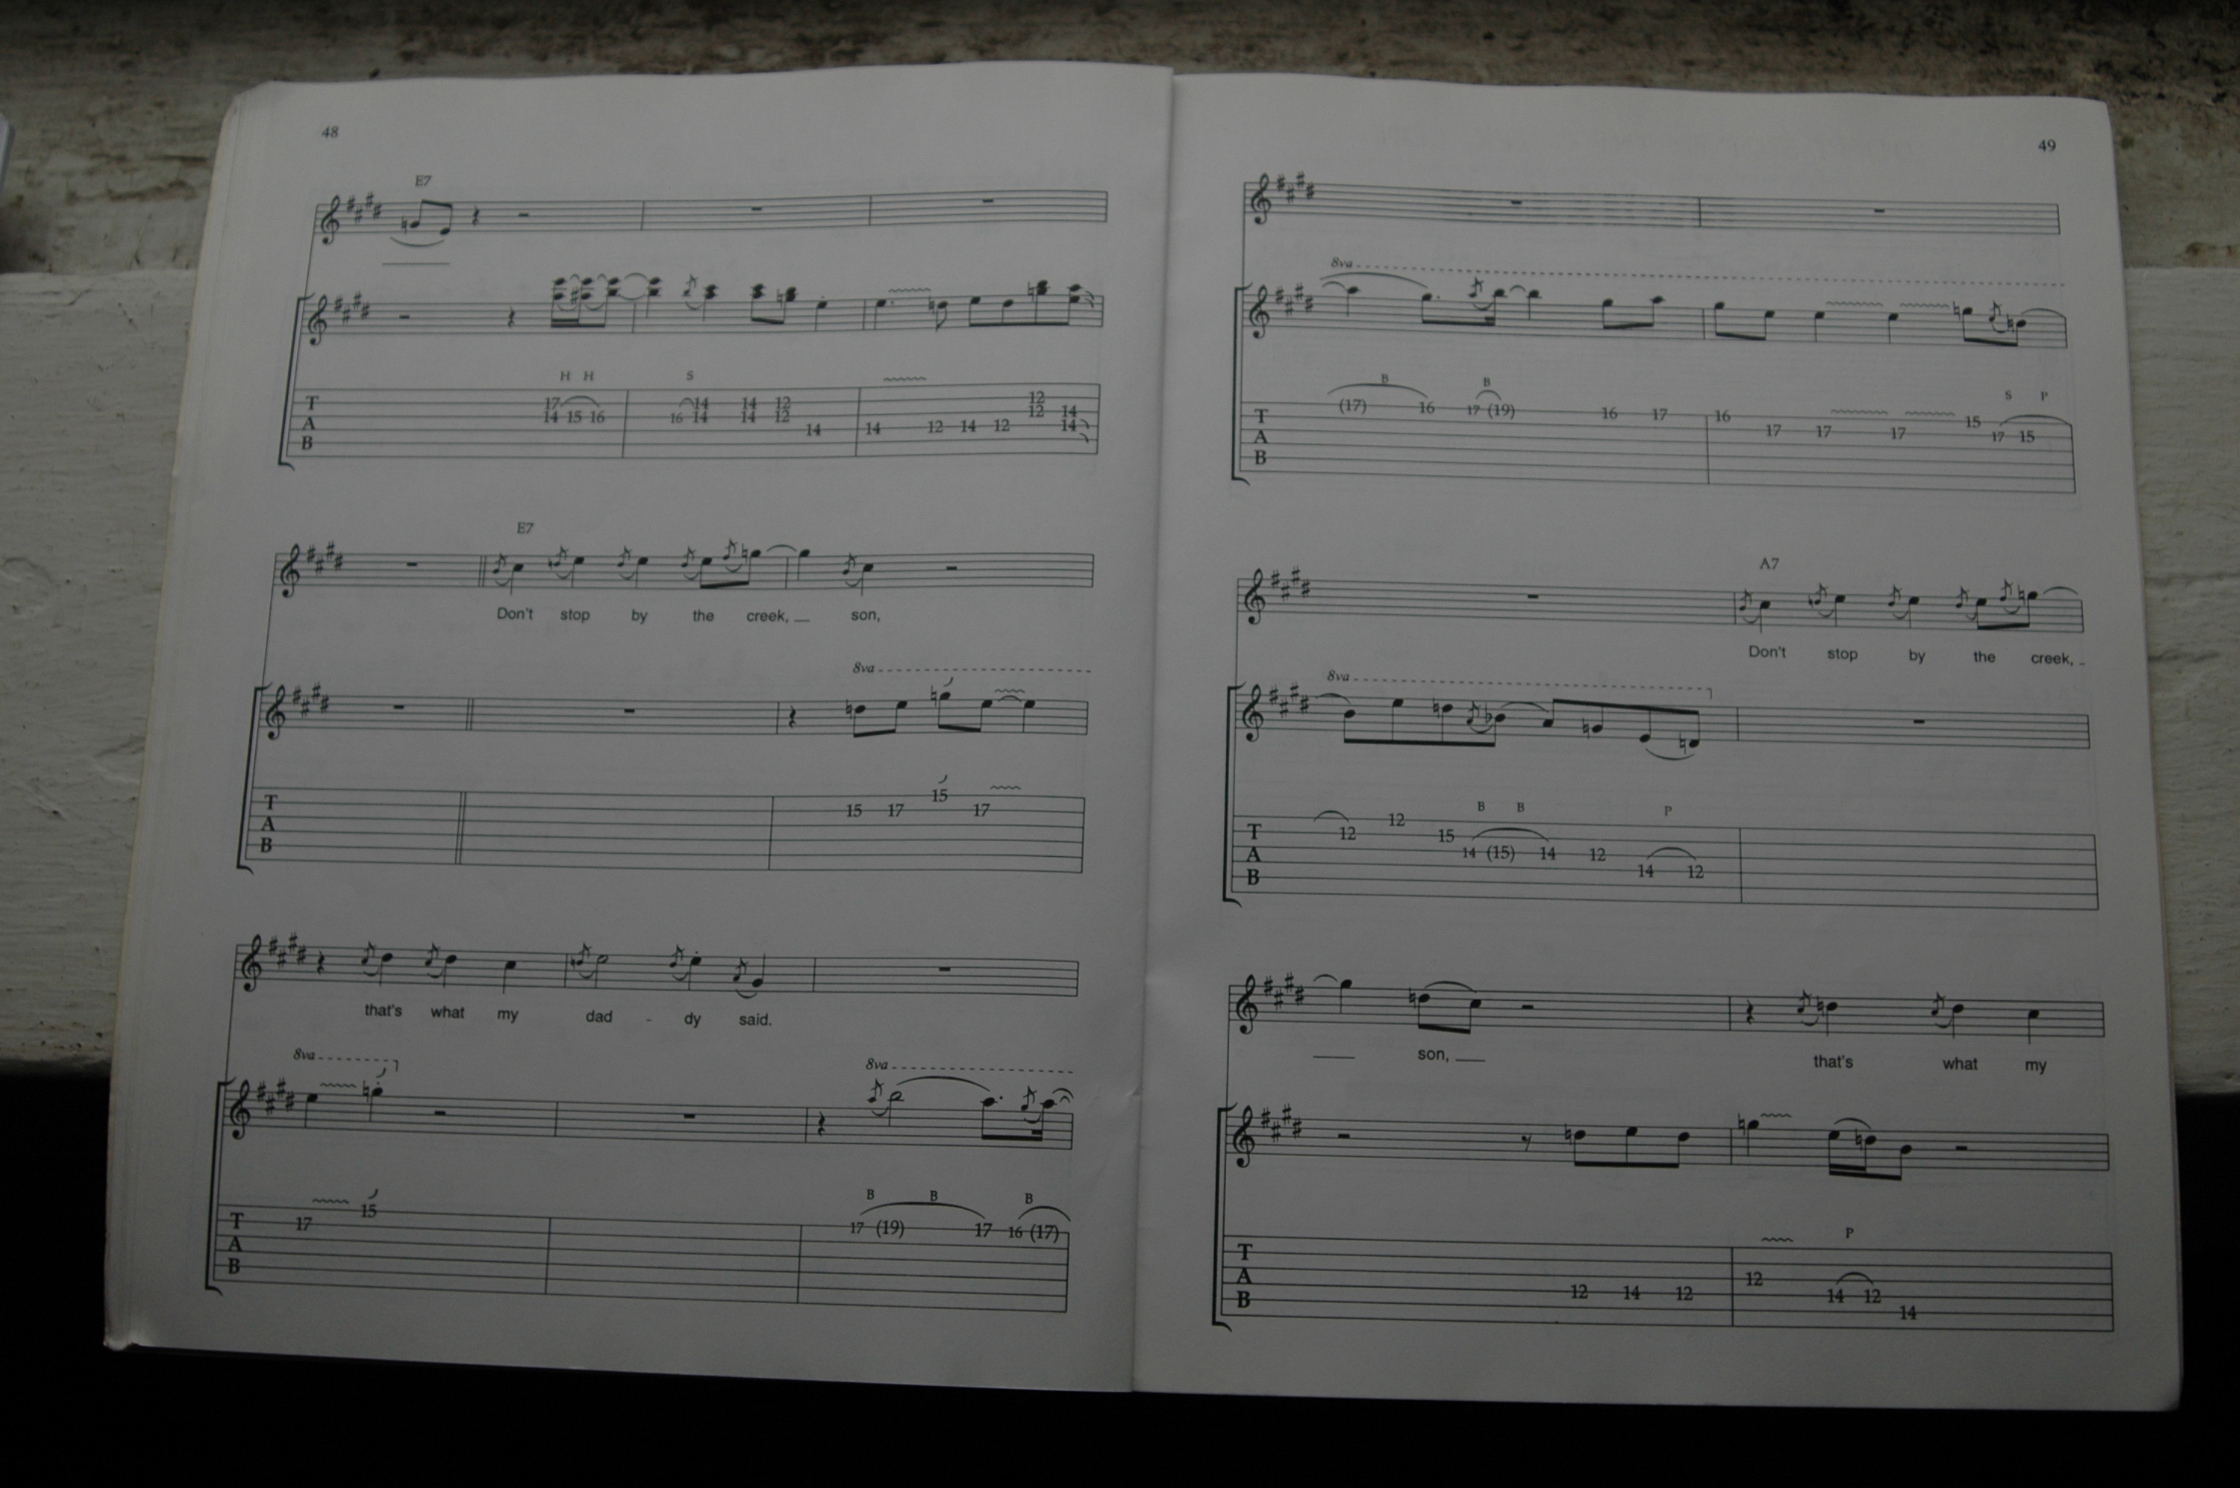 48
E7
H H
S
T 17 14 14 12 12
A 14 15 16 16 14 14 12 12 14
B 14 14 12 14 12 14
E7
Don't stop by the creek, son,
8va
15
T 15 17 17
A
B
that's what my dad - dy said.
8va 8va
B B B
17 15 17 (19) 17 16 (17)
T
A
B
49
8va
B B S P
(17) 16 17 (19) 16 17 16 17 17 17 15 17 15
T
A
B
A7
Don't stop by the creek,
8va
B B P
12 12 15 14 (15) 14 12 14 12
T
A
B
son, that's what my
P
T
A 12
B 12 14 12 14 12 14